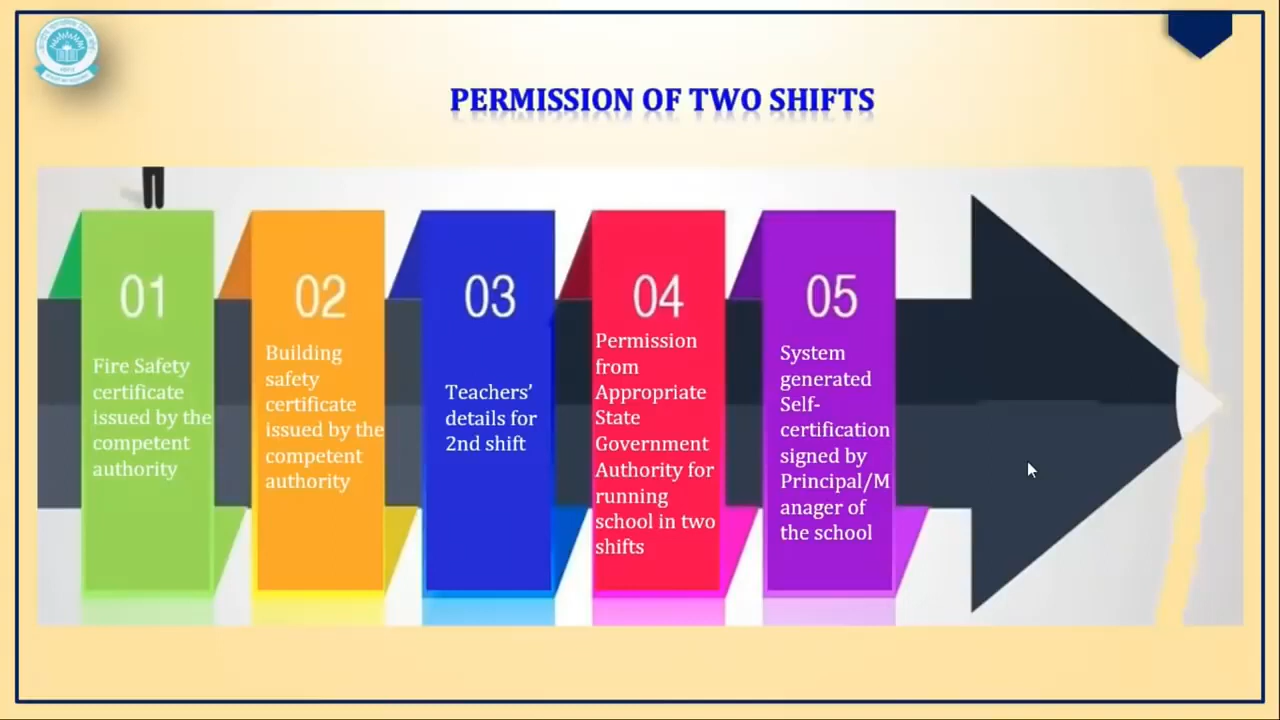 PERMISSION OF TWO SHIFTS
01
Fire Safety
certificate
issued by the
competent
authority
02
Building
safety
certificate
issued by the
competent
authority
03
Teachers’
details for
2nd shift
04
Permission
from
Appropriate
State
Government
Authority for
running
school in two
shifts
05
System
generated
Self-
certification
signed by
Principal/M
anager of
the school